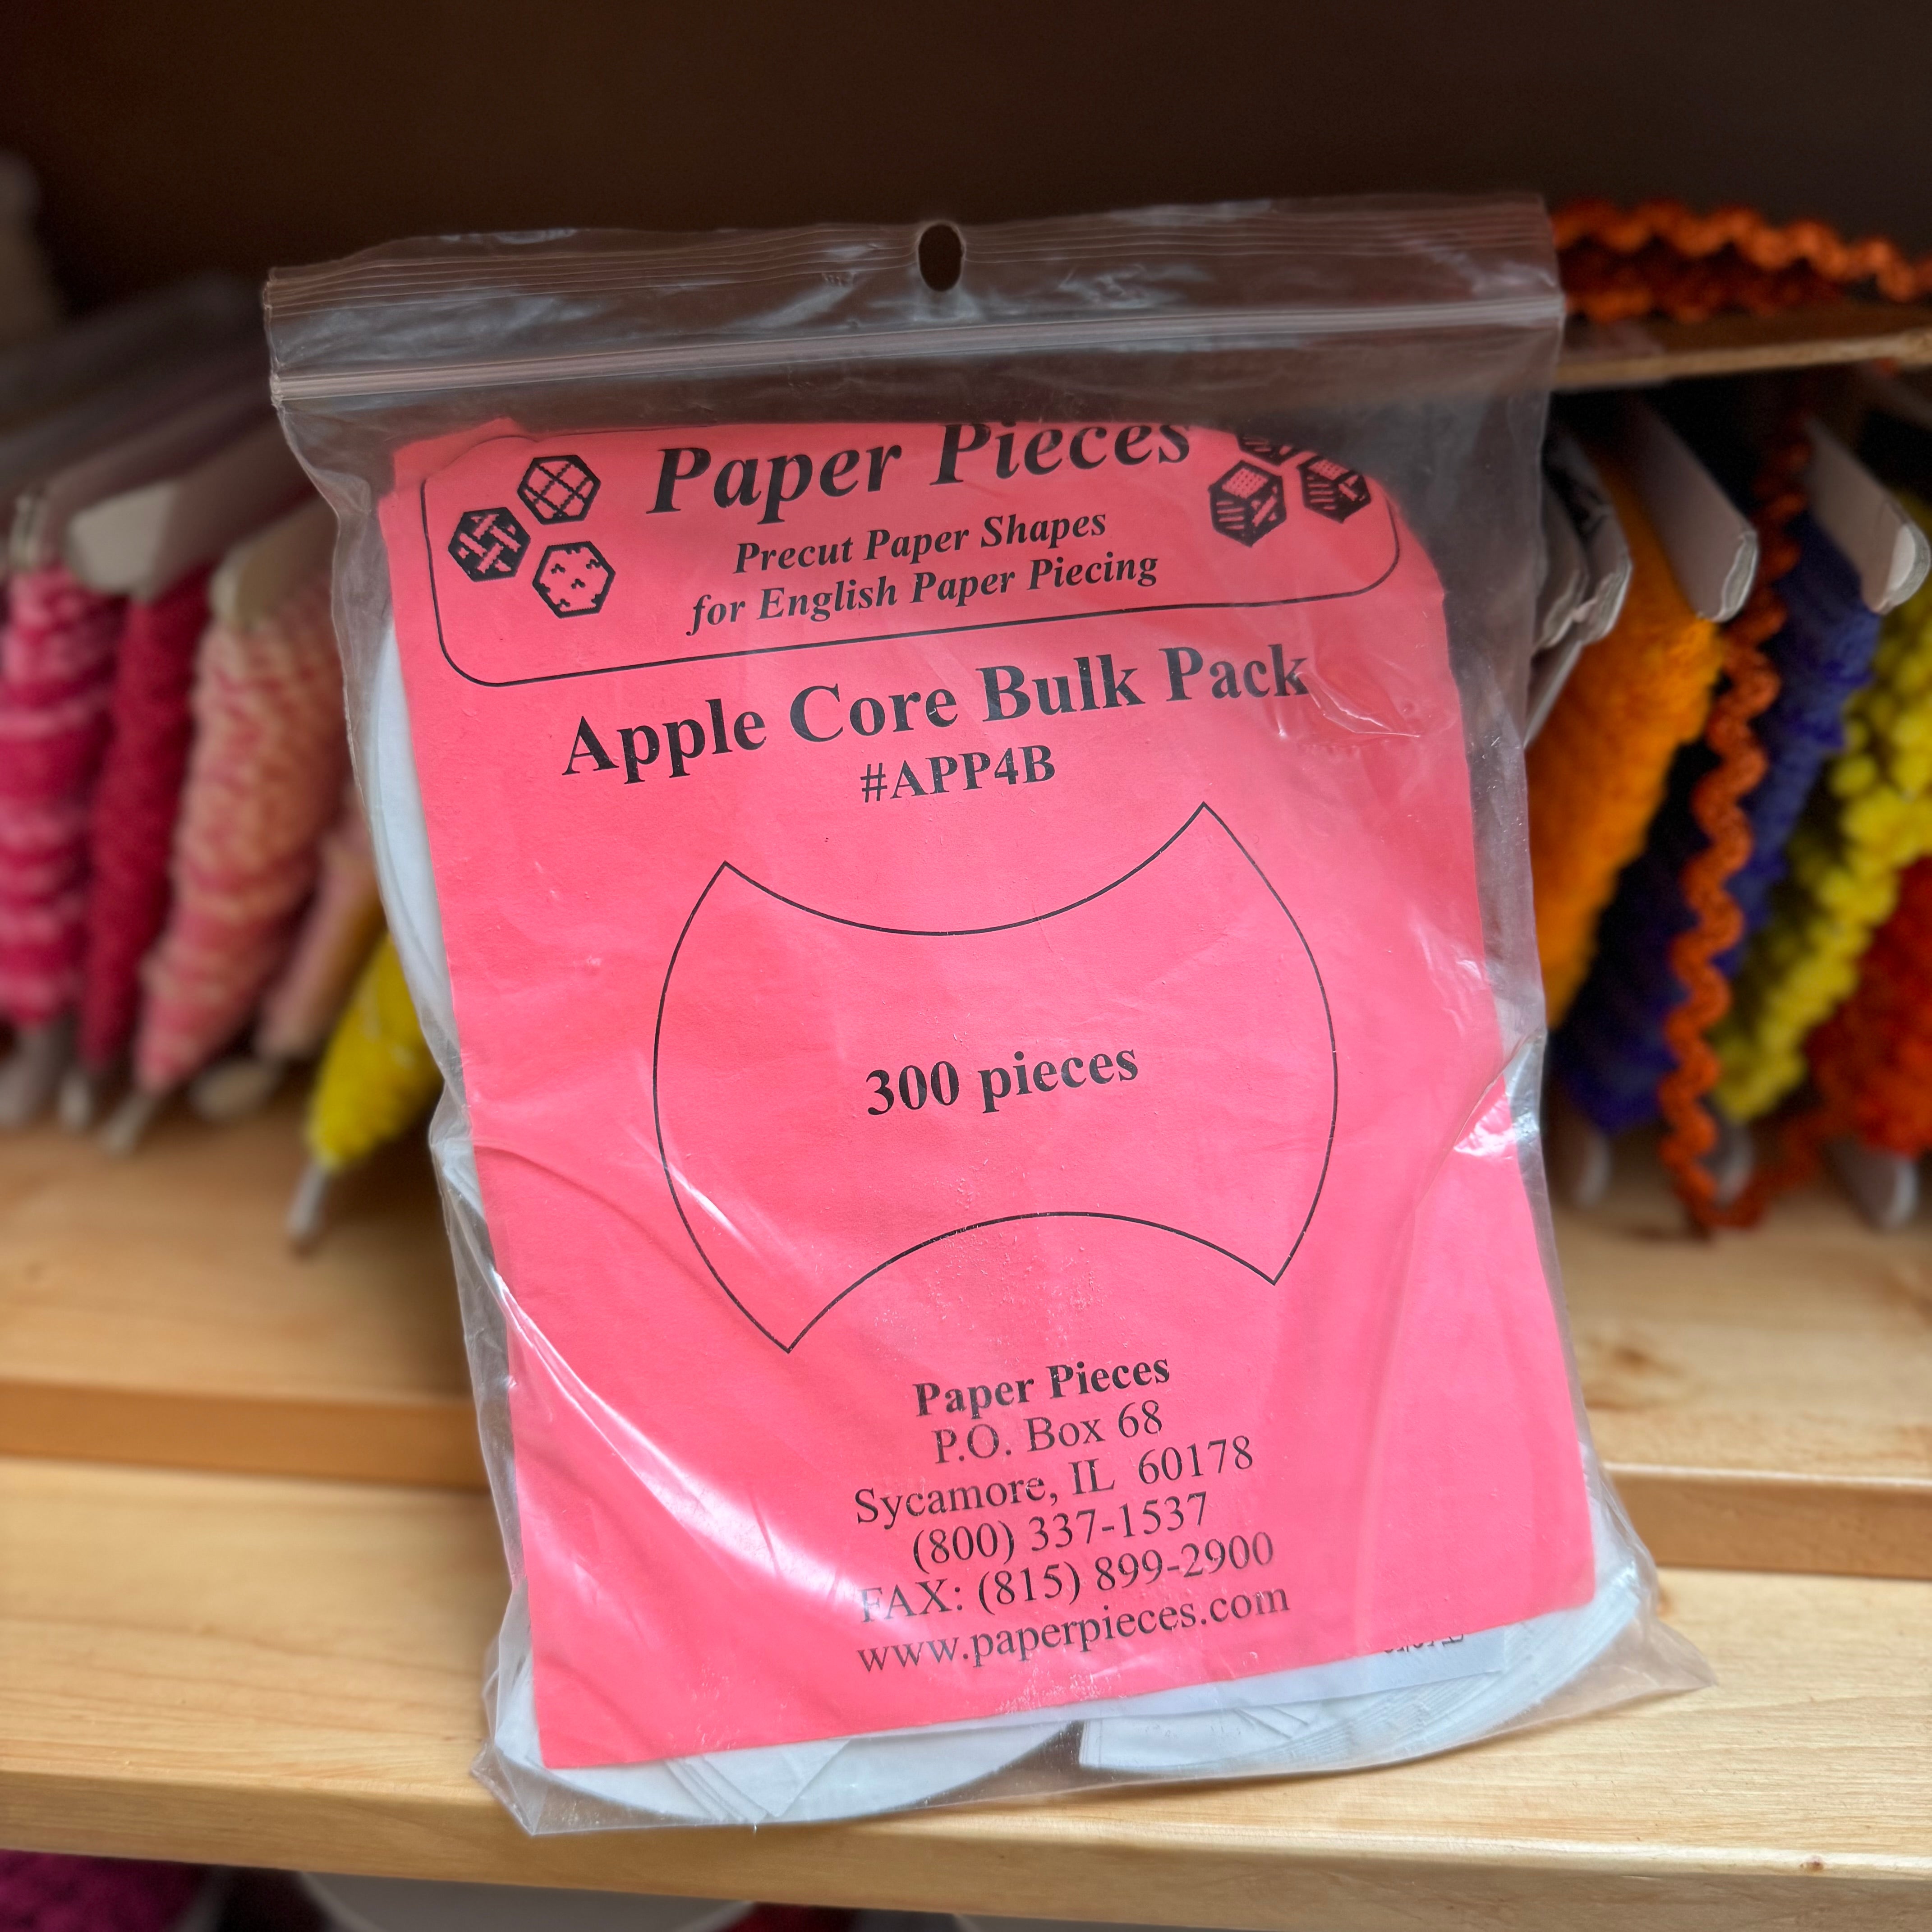 Paper Pieces
Precut Paper Shapes
for English Paper Piecing
Apple Core Bulk Pack
#APP4B
300 pieces
Paper Pieces
P.O. Box 68
Sycamore, IL 60178
(800) 337-1537
FAX: (815) 899-2900
www.paperpieces.com